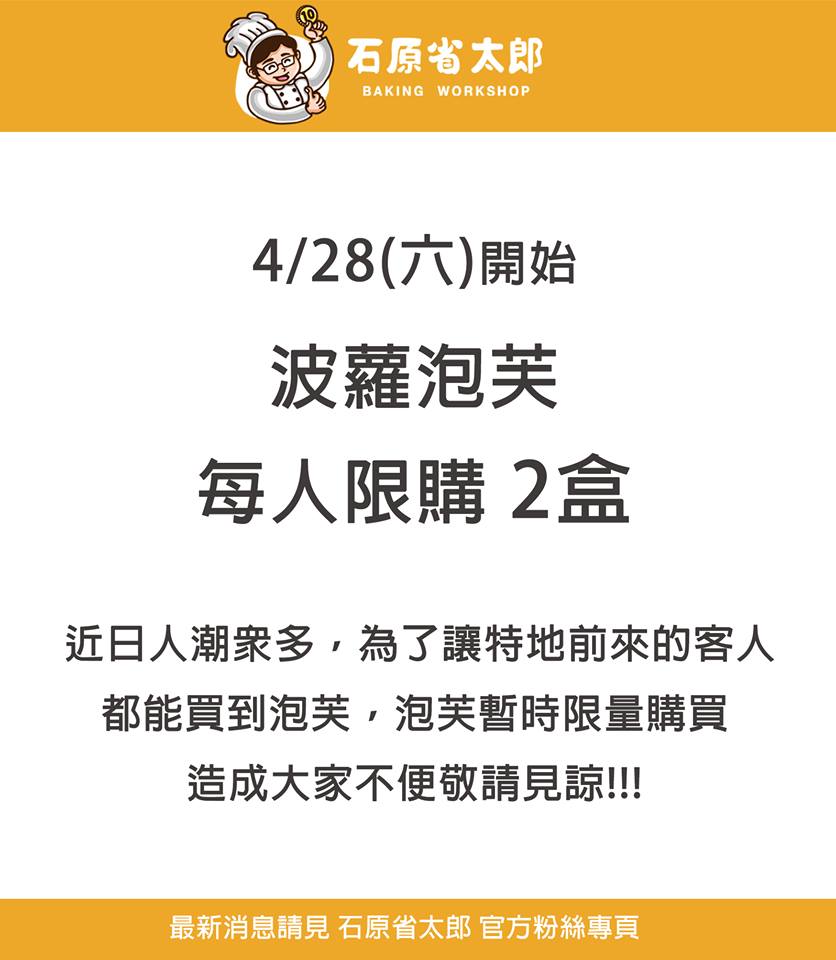 10
石原省太郎
BAKING WORKSHOP
4/28(六)開始
波蘿泡芙
每人限購 2盒
近日人潮眾多，為了讓特地前來的客人
都能買到泡芙，泡芙暫時限量購買
造成大家不便敬請見諒!!!
最新消息請見 石原省太郎 官方粉絲專頁